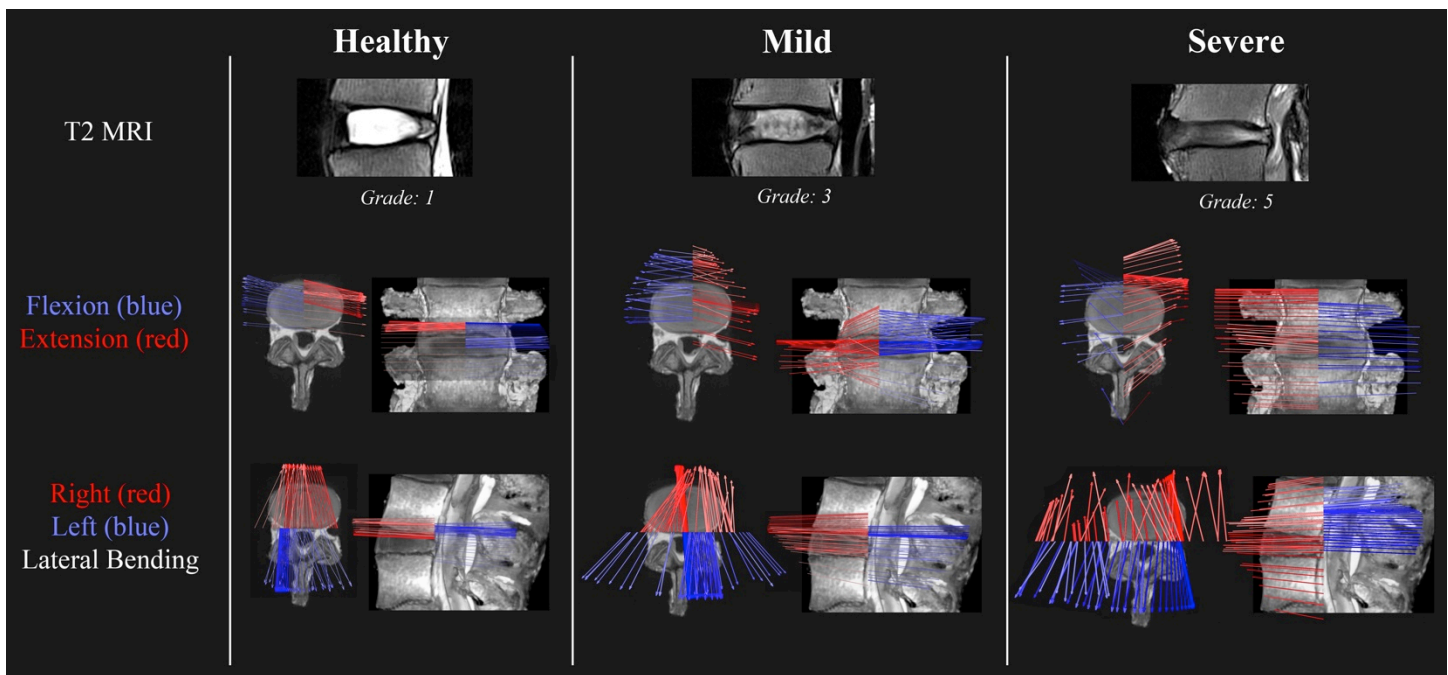 Healthy
Mild
Severe
T2 MRI
Grade: 1
Grade: 3
Grade: 5
Flexion (blue)
Extension (red)
Right (red)
Left (blue)
Lateral Bending